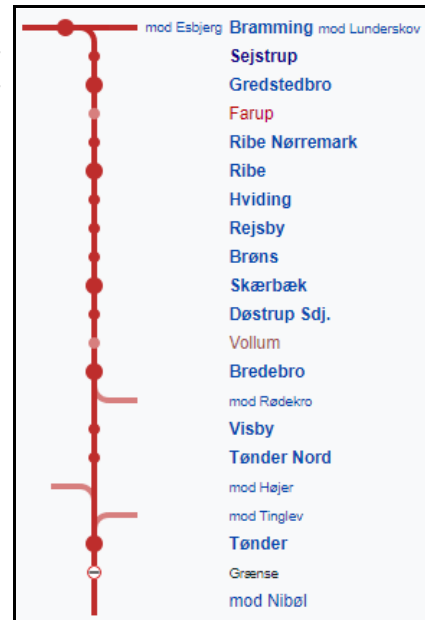 mod Esbjerg Bramming mod Lunderskov
Sejstrup
Gredstedbro
Farup
Ribe Nørremark
Ribe
Hviding
Rejsby
Brøns
Skærbæk
Døstrup Sdj.
Vollum
Bredebro
mod Rødekro
Visby
Tønder Nord
mod Højer
mod Tinglev
Tønder
Grænse
mod Nibøl